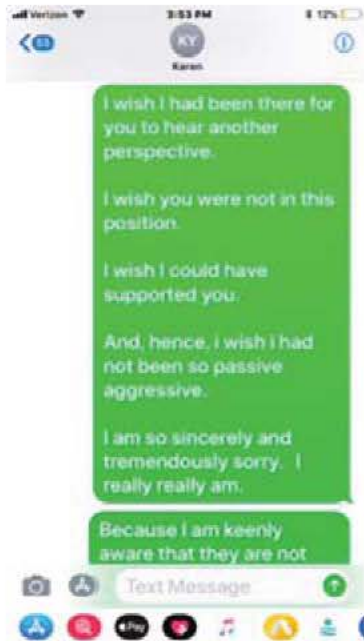 Verizon 3:53 PM 12%
KY
Karen
I wish I had been there for
you to hear another
perspective.
I wish you were not in this
position.
I wish I could have
supported you.
And, hence, i wish i had
not been so passive
aggressive.
I am so sincerely and
tremendously sorry. I
really really am.
Because I am keenly
aware that they are not
Text Message
Pay